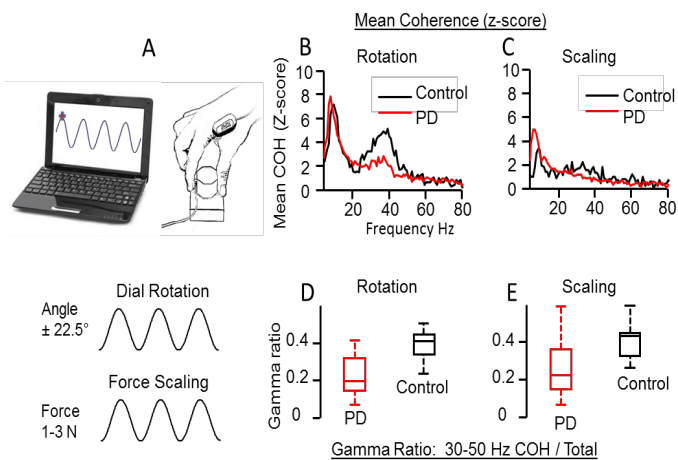 Mean Coherence (z-score)
A
B
Rotation
C
Scaling
Mean COH (Z-score)
10
8
6
4
2
0
Control
PD
20
40
60
80
Frequency Hz
10
8
6
4
2
0
Control
PD
20
40
60
80
Dial Rotation
Angle
± 22.5°
Force Scaling
Force
1-3 N
D
Rotation
E
Scaling
Gamma ratio
0.4
0.2
0
PD
Control
0.4
0.2
0
PD
Control
Gamma Ratio: 30-50 Hz COH / Total